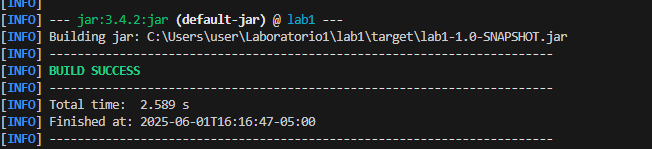 [INFO]
[INFO] --- jar:3.4.2:jar (default-jar) @ lab1 ---
[INFO] Building jar: C:\Users\user\Laboratorio1\lab1\target\lab1-1.0-SNAPSHOT.jar
[INFO] ------------------------------------------------------------------------
[INFO] BUILD SUCCESS
[INFO] ------------------------------------------------------------------------
[INFO] Total time:  2.589 s
[INFO] Finished at: 2025-06-01T16:16:47-05:00
[INFO] ------------------------------------------------------------------------